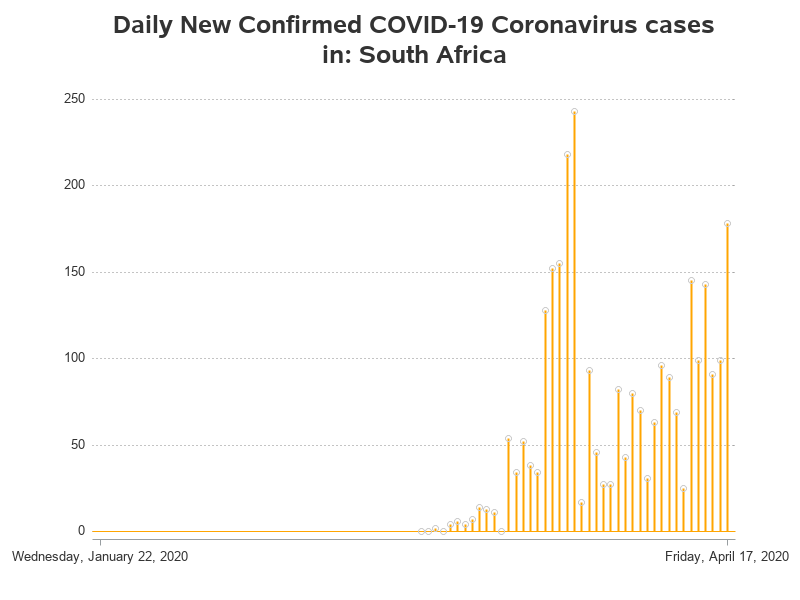 Daily New Confirmed COVID-19 Coronavirus cases
in: South Africa
250
200
150
100
50
0
Wednesday, January 22, 2020
Friday, April 17, 2020